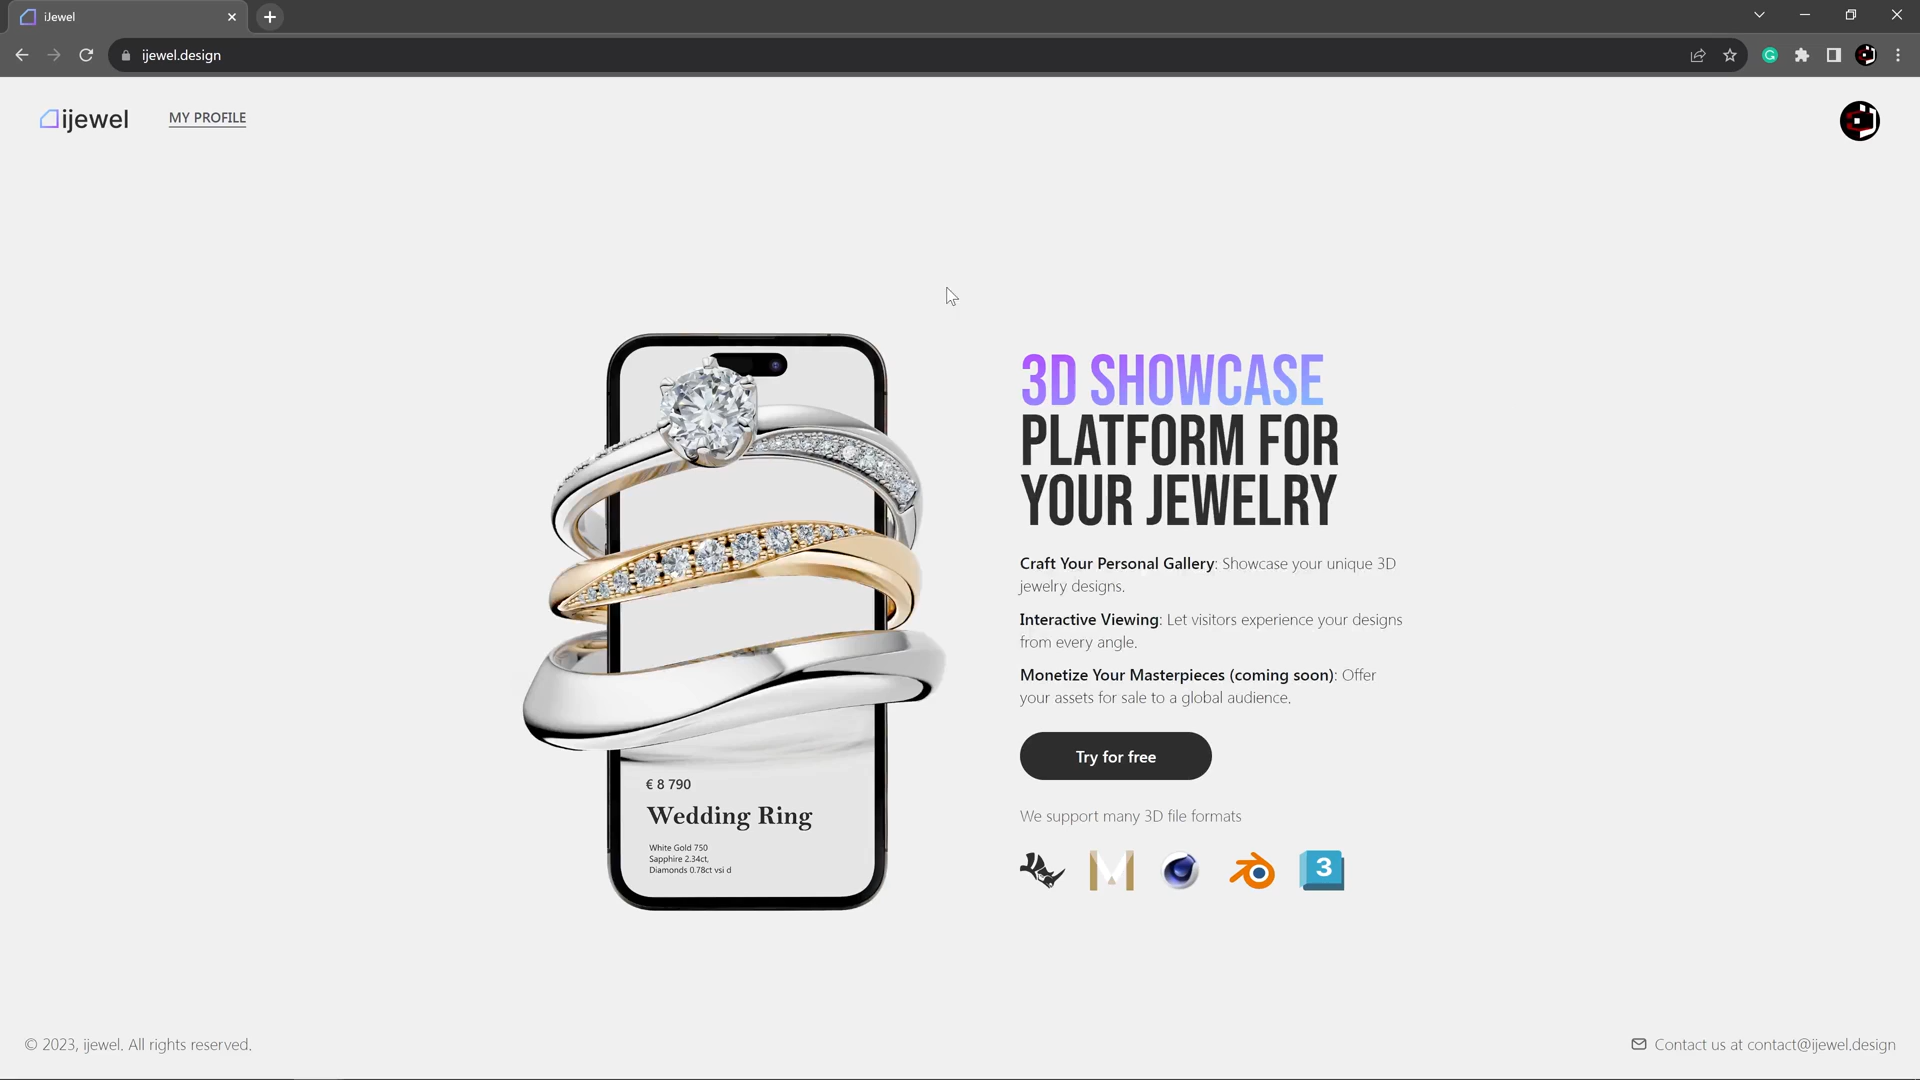 iJewel
ijewel.design
ijewel
MY PROFILE
3D SHOWCASE
PLATFORM FOR
YOUR JEWELRY
Craft Your Personal Gallery: Showcase your unique 3D
jewelry designs.
Interactive Viewing: Let visitors experience your designs
from every angle.
Monetize Your Masterpieces (coming soon): Offer
your assets for sale to a global audience.
Try for free
We support many 3D file formats
3
€ 8 790
Wedding Ring
White Gold 750
Sapphire 2.34ct,
Diamonds 0.78ct vsi d
© 2023, ijewel. All rights reserved.
Contact us at contact@ijewel.design